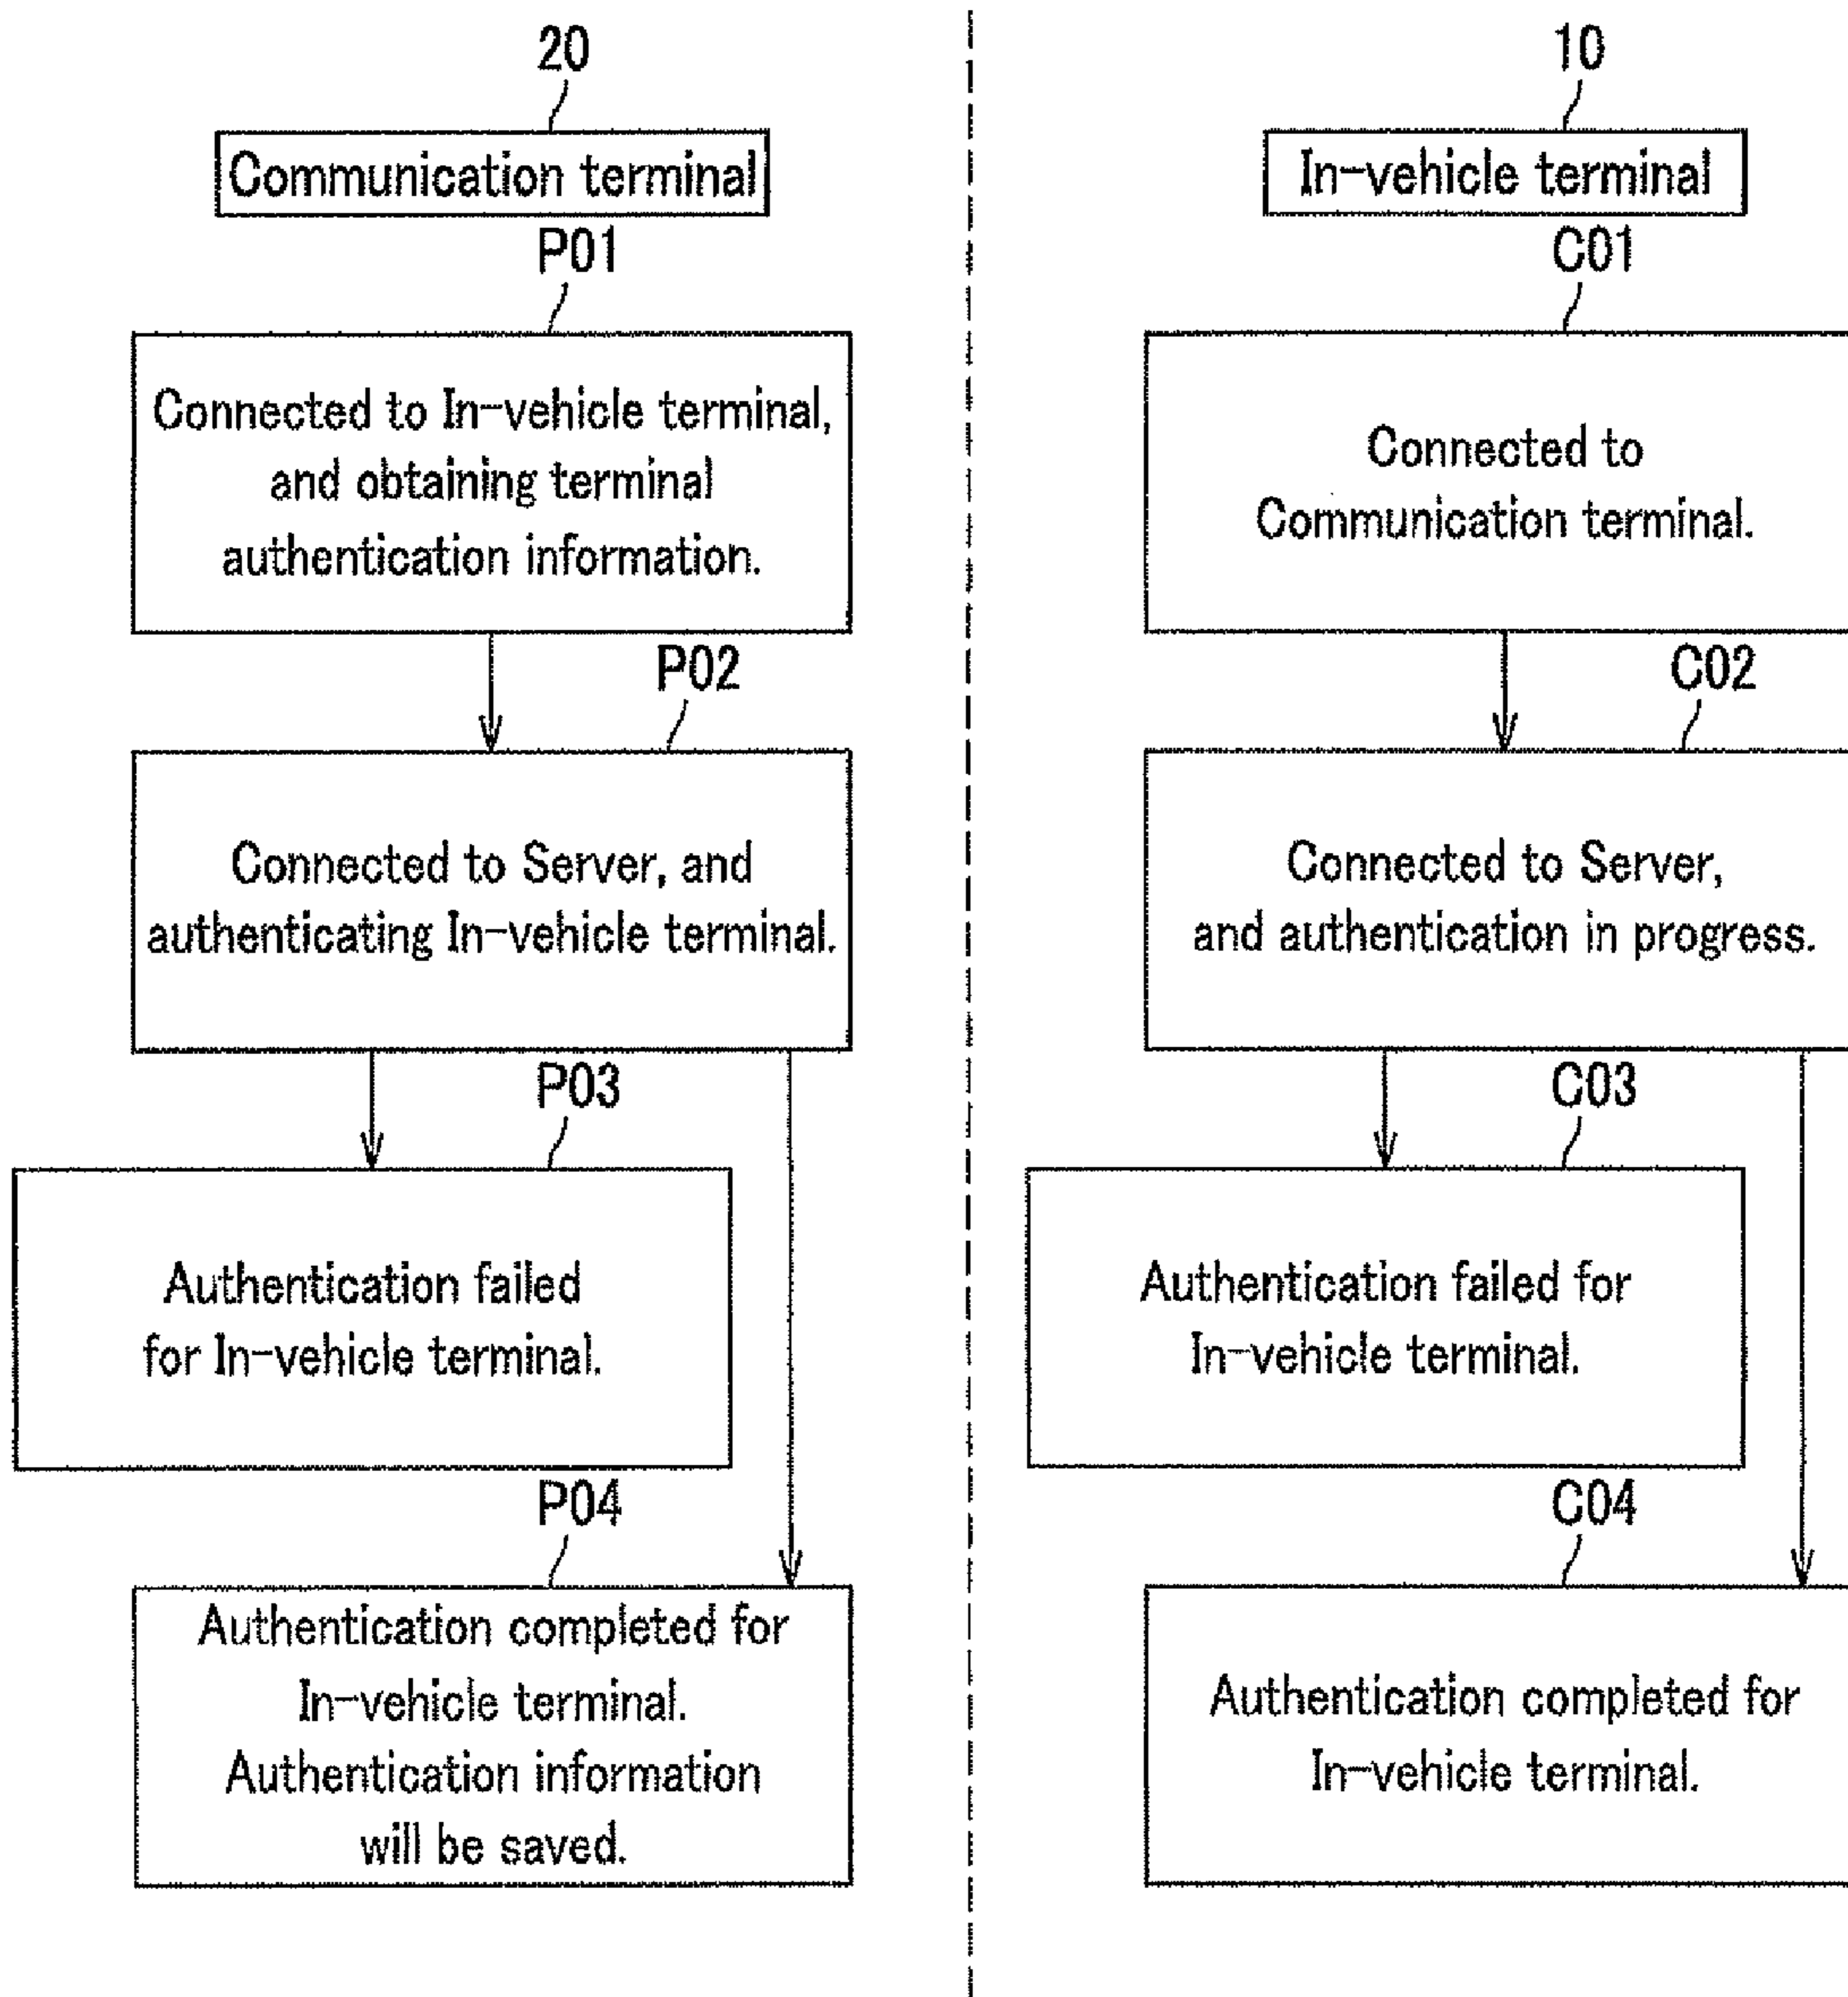 20
Communication terminal
P01
Connected to In-vehicle terminal,
and obtaining terminal
authentication information.
P02
Connected to Server, and
authenticating In-vehicle terminal.
P03
Authentication failed
for In-vehicle terminal.
P04
Authentication completed for
In-vehicle terminal.
Authentication information
will be saved.
10
In-vehicle terminal
C01
Connected to
Communication terminal.
C02
Connected to Server,
and authentication in progress.
C03
Authentication failed for
In-vehicle terminal.
C04
Authentication completed for
In-vehicle terminal.